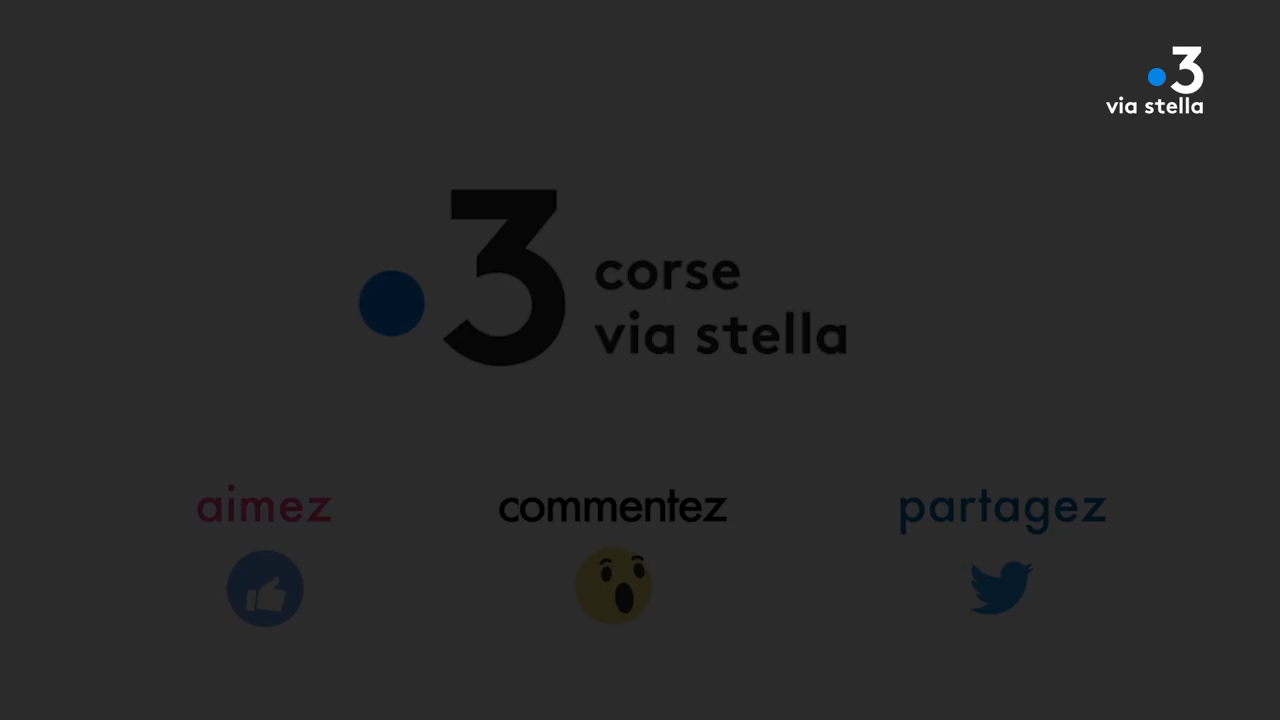 3
via stella
3
corse
via stella
aimez
commentez
partagez